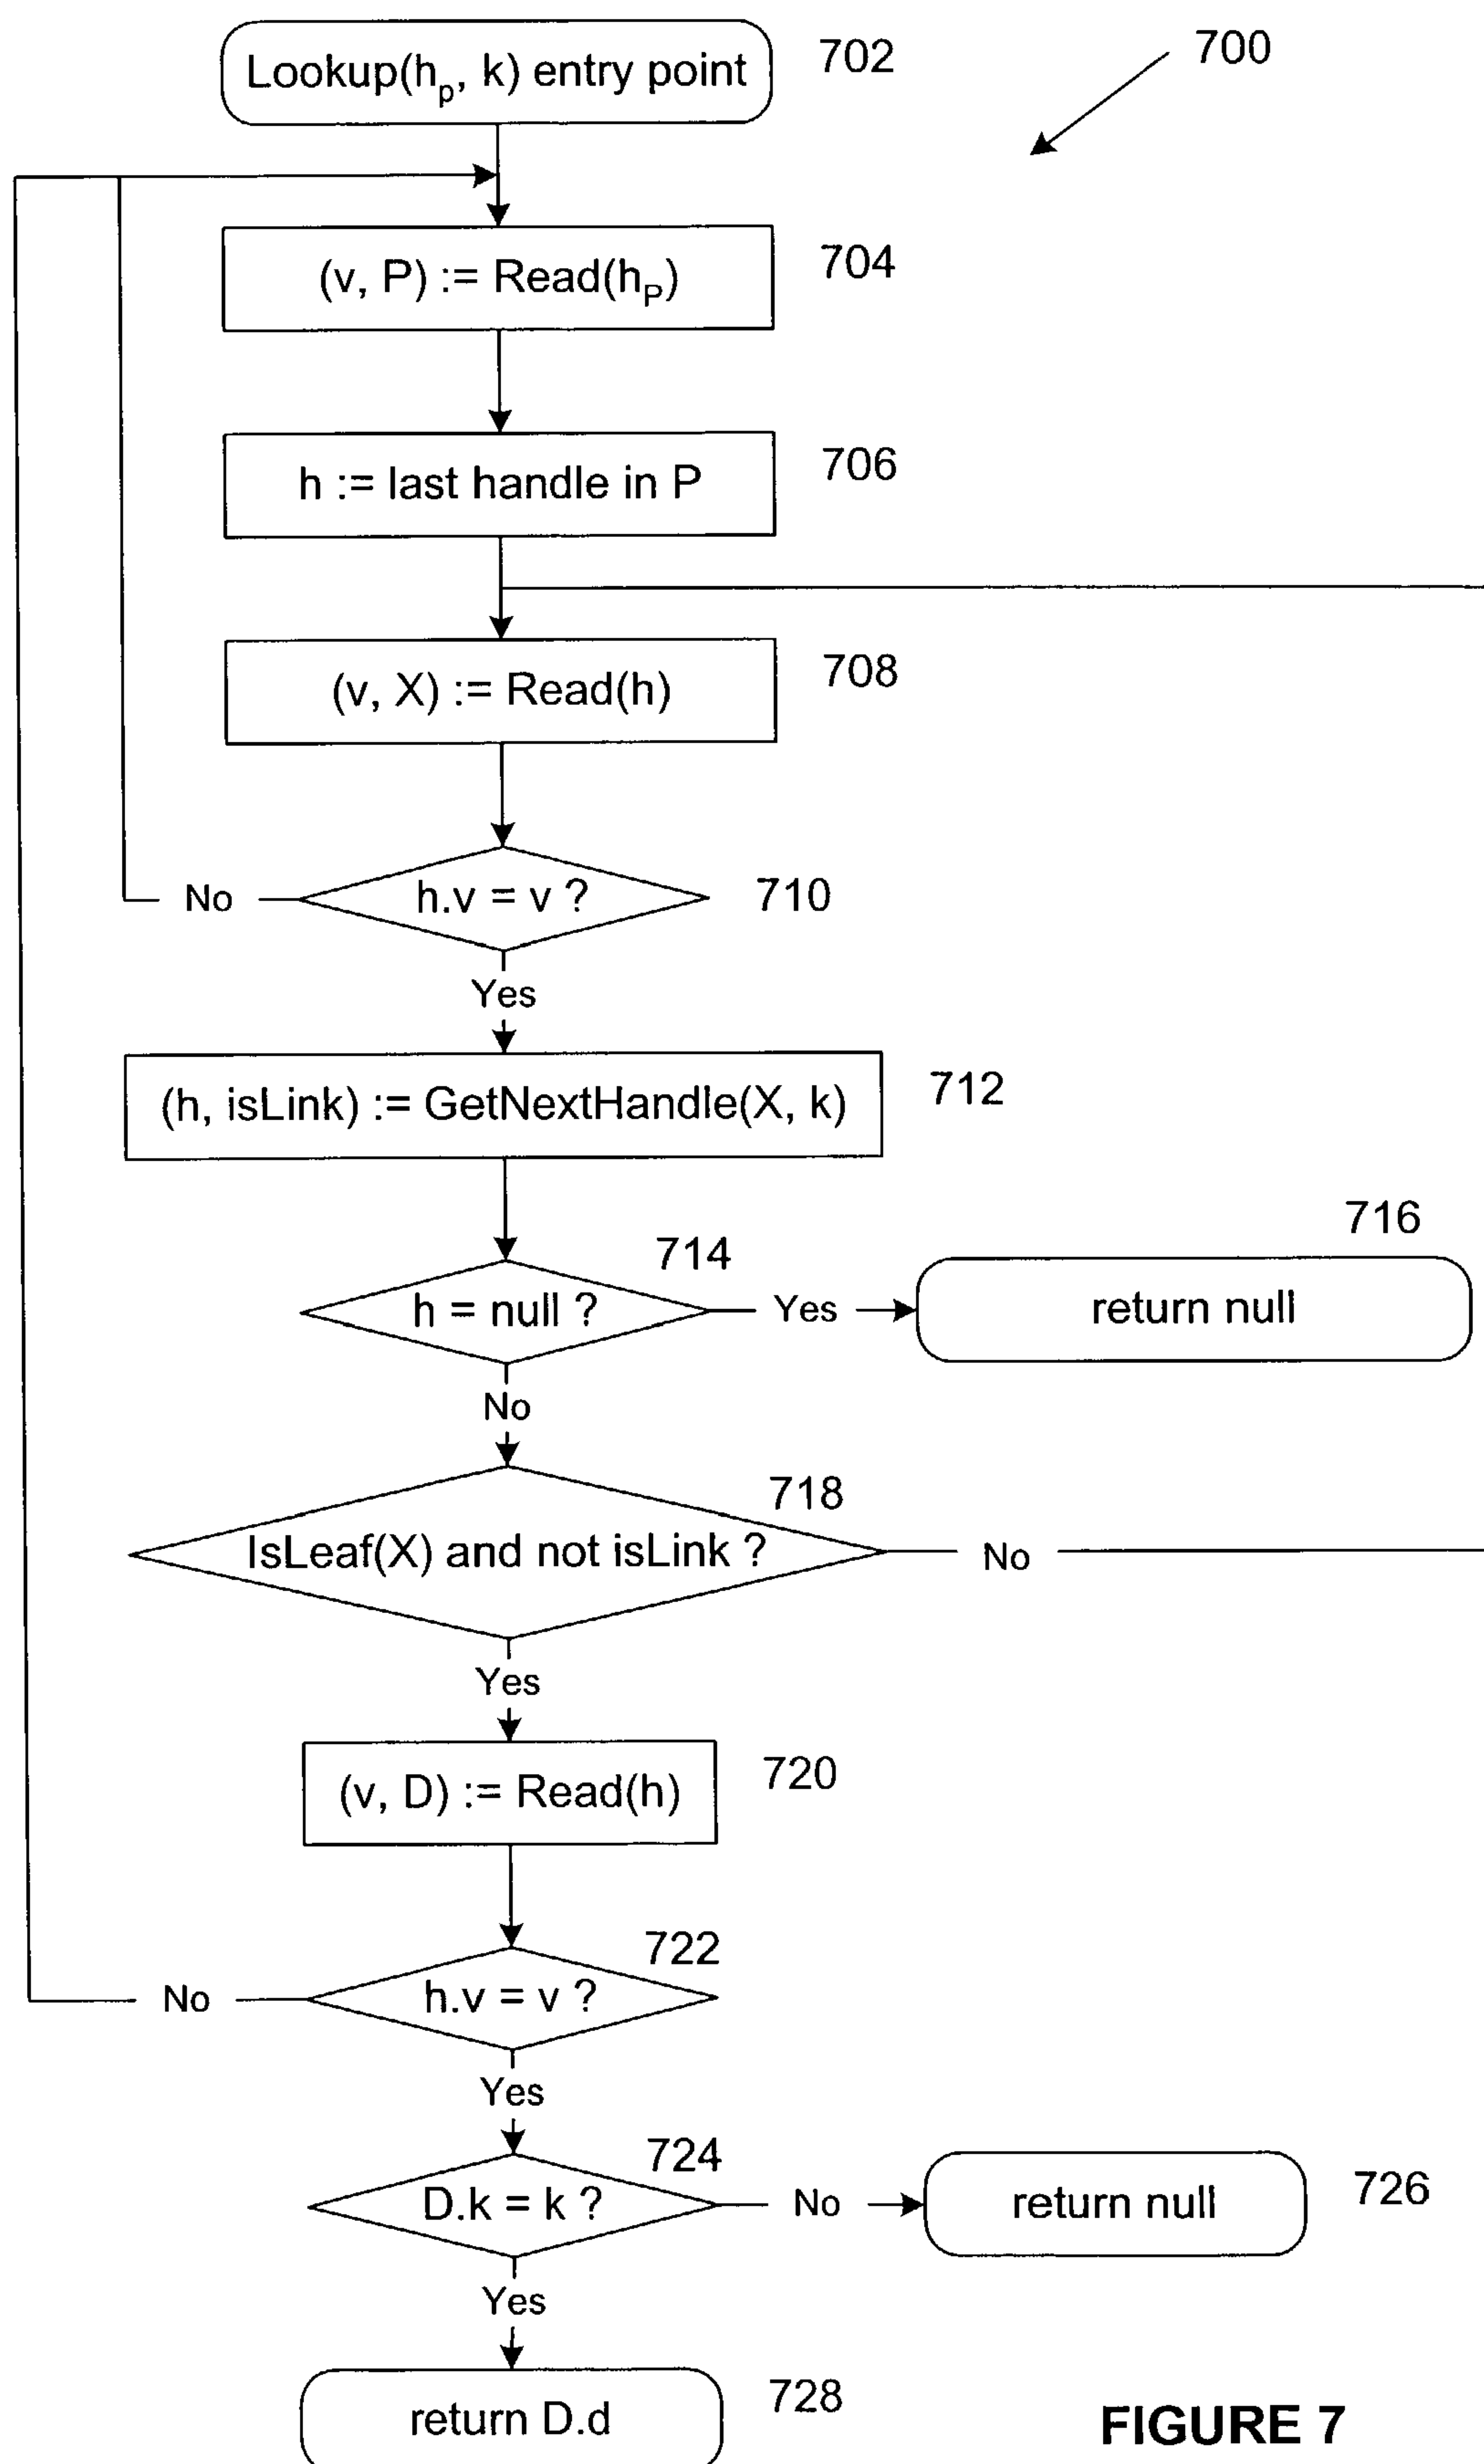 Lookup(hp, k) entry point 702
700
(v, P) := Read(hP) 704
h := last handle in P 706
(v, X) := Read(h) 708
h.v = v ? 710
No
Yes
(h, isLink) := GetNextHandle(X, k) 712
714
716
h = null ? Yes return null
No
718
IsLeaf(X) and not isLink ? No
Yes
(v, D) := Read(h) 720
722
h.v = v ?
No
Yes
724
D.k = k ? No return null 726
Yes
return D.d 728
FIGURE 7